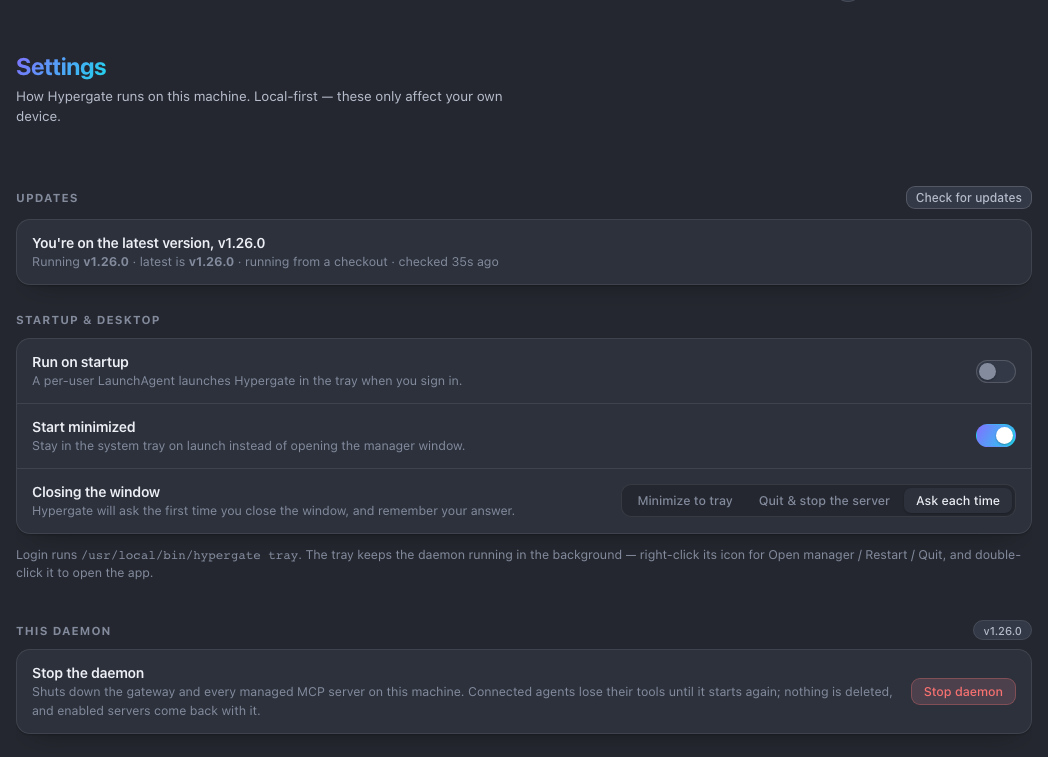 Settings
How Hypergate runs on this machine. Local-first — these only affect your own
device.
UPDATES
Check for updates
You're on the latest version, v1.26.0
Running v1.26.0 · latest is v1.26.0 · running from a checkout · checked 35s ago
STARTUP & DESKTOP
Run on startup
A per-user LaunchAgent launches Hypergate in the tray when you sign in.
Start minimized
Stay in the system tray on launch instead of opening the manager window.
Closing the window
Hypergate will ask the first time you close the window, and remember your answer.
Minimize to tray
Quit & stop the server
Ask each time
Login runs /usr/local/bin/hypergate tray. The tray keeps the daemon running in the background — right-click its icon for Open manager / Restart / Quit, and double-
click it to open the app.
THIS DAEMON
v1.26.0
Stop the daemon
Shuts down the gateway and every managed MCP server on this machine. Connected agents lose their tools until it starts again; nothing is deleted,
and enabled servers come back with it.
Stop daemon